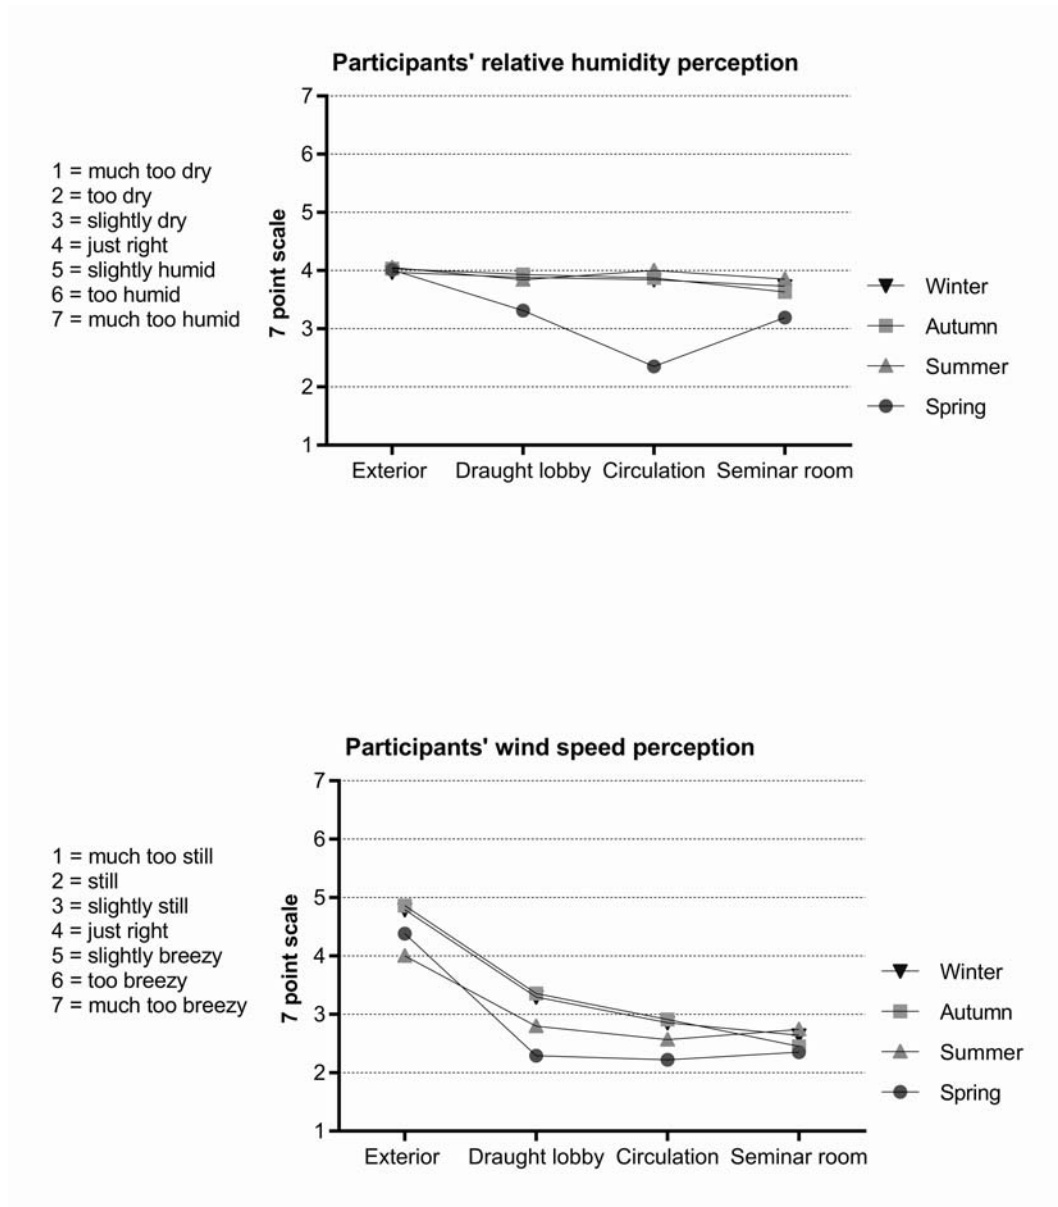 Participants' relative humidity perception
1 = much too dry
2 = too dry
3 = slightly dry
4 = just right
5 = slightly humid
6 = too humid
7 = much too humid
7 point scale
7
6
5
4
3
2
1
Exterior Draught lobby Circulation Seminar room
Winter
Autumn
Summer
Spring
Participants' wind speed perception
1 = much too still
2 = still
3 = slightly still
4 = just right
5 = slightly breezy
6 = too breezy
7 = much too breezy
7 point scale
7
6
5
4
3
2
1
Exterior Draught lobby Circulation Seminar room
Winter
Autumn
Summer
Spring